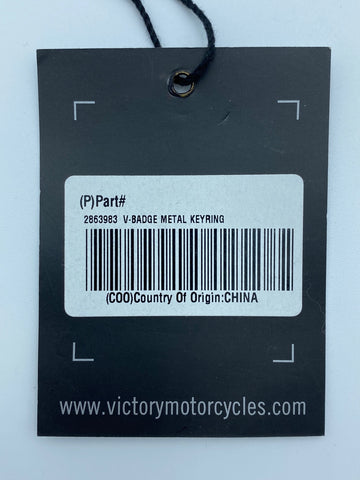 (P)Part#
2863983 V-BADGE METAL KEYRING
(COO)Country Of Origin:CHINA
www.victorymotorcycles.com